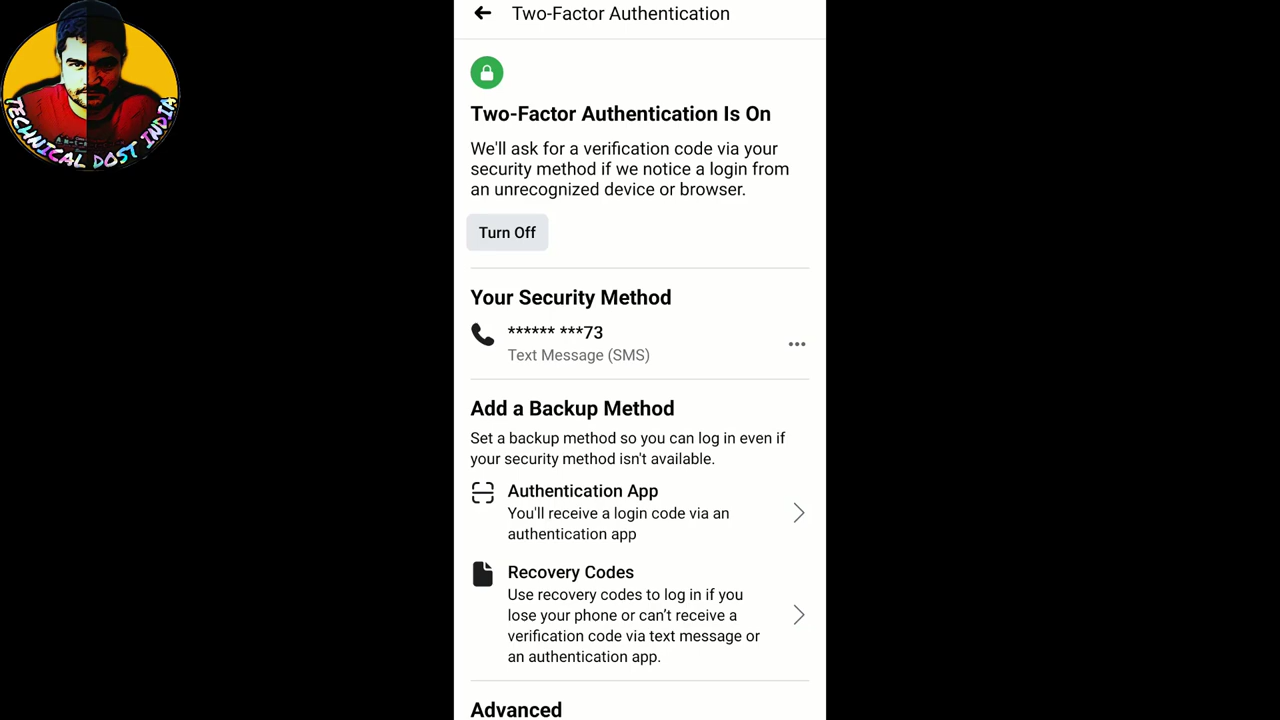 TECHNICAL DOST INDIA
Two-Factor Authentication
Two-Factor Authentication Is On
We'll ask for a verification code via your
security method if we notice a login from
an unrecognized device or browser.
Turn Off
Your Security Method
****** ***73
Text Message (SMS)
Add a Backup Method
Set a backup method so you can log in even if
your security method isn't available.
Authentication App
You'll receive a login code via an
authentication app
Recovery Codes
Use recovery codes to log in if you
lose your phone or can’t receive a
verification code via text message or
an authentication app.
Advanced